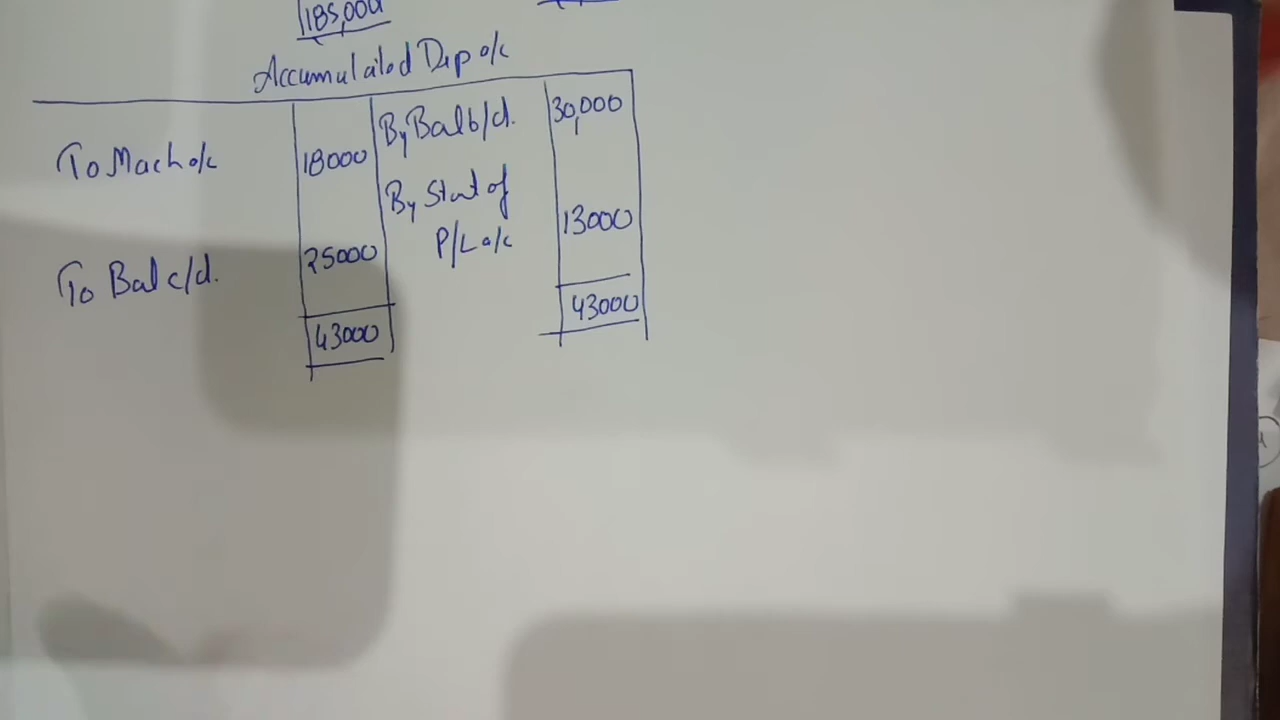 185,000
Accumulated Dep a/c
To Mach a/c 18000 By Bal b/d. 30,000
By Stat of
P/L a/c 13000
To Bal c/d. 25000
43000 43000